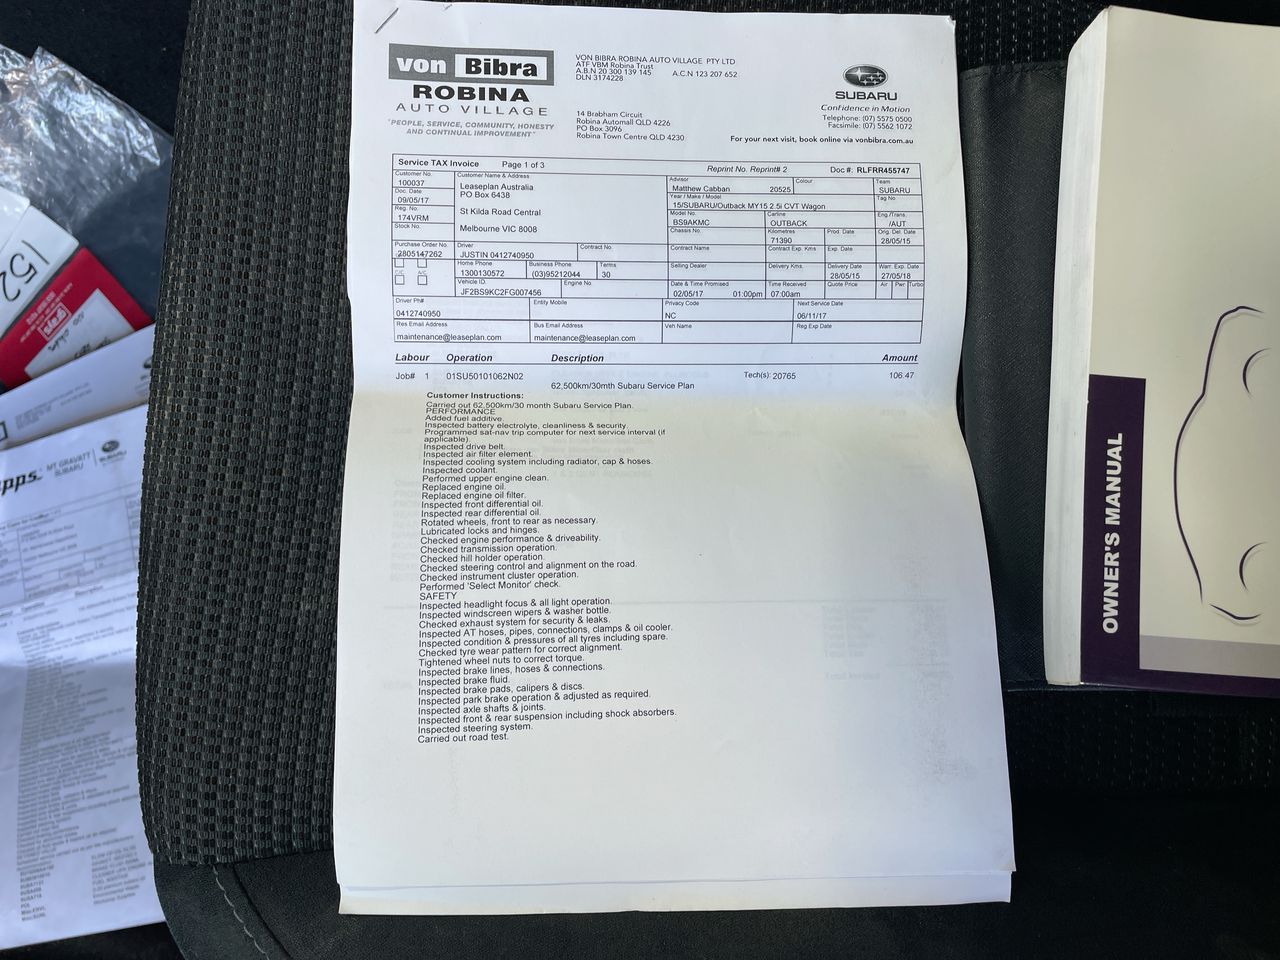 von Bibra
ROBINA
AUTO VILLAGE
"PEOPLE, SERVICE, COMMUNITY, HONESTY
AND CONTINUAL IMPROVEMENT"
VON BIBRA ROBINA AUTO VILLAGE PTY LTD
ATF VBM Robina Trust
A.B.N 20 300 139 145 A.C.N 123 207 652
DLN 3174228
14 Brabham Circuit
Robina Automall QLD 4226
PO Box 3096
Robina Town Centre QLD 4230
SUBARU
Confidence in Motion
Telephone: (07) 5575 0500
Facsimile: (07) 5562 1072
For your next visit, book online via vonbibra.com.au
Service TAX Invoice Page 1 of 3 Reprint No. Reprint# 2 Doc #: RLFRR455747
Customer No. Customer Name & Address Advisor Colour Team
100037 Leaseplan Australia Matthew Cabban 20525 SUBARU
Doc. Date PO Box 6438 Year / Make / Model Tag No
09/05/17 15/SUBARU/Outback MY15 2.5i CVT Wagon
Reg. No. St Kilda Road Central Model No. Carline Eng./Trans.
174VRM BS9AKMC OUTBACK /AUT
Stock No. Melbourne VIC 8008 Chassis No. Kilometres Prod. Date Orig. Del. Date
71390 28/05/15
Purchase Order No. Driver Contract No. Contract Name Contract Exp. Kms Exp. Date
2805147262 JUSTIN 0412740950
Home Phone Business Phone Terms Selling Dealer Delivery Kms. Delivery Date Warr. Exp. Date
1300130572 (03)95212044 30 28/05/15 27/05/18
C/C A/C Vehicle ID. Engine No. Date & Time Promised Time Received Quote Price Air Pwr Turbo
JF2BS9KC2FG007456 02/05/17 01:00pm 07:00am
Driver Ph# Entity Mobile Privacy Code Next Service Date
0412740950 NC 06/11/17
Res Email Address Bus Email Address Veh Name Reg Exp Date
maintenance@leaseplan.com maintenance@leaseplan.com
Labour Operation Description Amount
Job# 1 01SU50101062N02 Tech(s): 20765 106.47
62,500km/30mth Subaru Service Plan
Customer Instructions:
Carried out 62,500km/30 month Subaru Service Plan.
PERFORMANCE
Added fuel additive.
Inspected battery electrolyte, cleanliness & security.
Programmed sat-nav trip computer for next service interval (if
applicable).
Inspected drive belt.
Inspected air filter element.
Inspected cooling system including radiator, cap & hoses.
Inspected coolant.
Performed upper engine clean.
Replaced engine oil.
Replaced engine oil filter.
Inspected front differential oil.
Inspected rear differential oil.
Rotated wheels, front to rear as necessary.
Lubricated locks and hinges.
Checked engine performance & driveability.
Checked transmission operation.
Checked hill holder operation.
Checked steering control and alignment on the road.
Checked instrument cluster operation.
Performed 'Select Monitor' check.
SAFETY
Inspected headlight focus & all light operation.
Inspected windscreen wipers & washer bottle.
Checked exhaust system for security & leaks.
Inspected AT hoses, pipes, connections, clamps & oil cooler.
Inspected condition & pressures of all tyres including spare.
Checked tyre wear pattern for correct alignment.
Tightened wheel nuts to correct torque.
Inspected brake lines, hoses & connections.
Inspected brake fluid.
Inspected brake pads, calipers & discs.
Inspected park brake operation & adjusted as required.
Inspected axle shafts & joints.
Inspected front & rear suspension including shock absorbers.
Inspected steering system.
Carried out road test.
OWNER'S MANUAL
MT GRAVATT
SUBARU
152